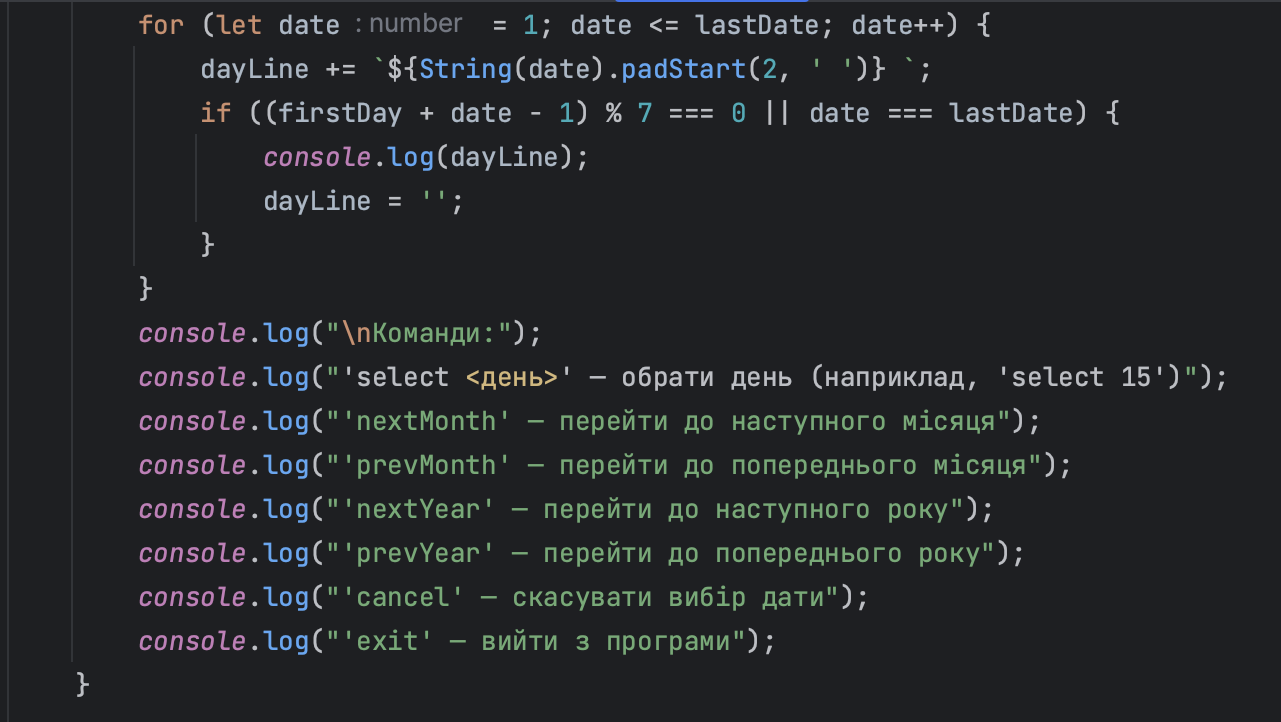 for (let date : number = 1; date <= lastDate; date++) {
dayLine += `${String(date).padStart(2, ' ')} `;
if ((firstDay + date - 1) % 7 === 0 || date === lastDate) {
console.log(dayLine);
dayLine = '';
}
}
console.log("\nКоманди:");
console.log("'select <день>' – обрати день (наприклад, 'select 15')");
console.log("'nextMonth' – перейти до наступного місяця");
console.log("'prevMonth' – перейти до попереднього місяця");
console.log("'nextYear' – перейти до наступного року");
console.log("'prevYear' – перейти до попереднього року");
console.log("'cancel' – скасувати вибір дати");
console.log("'exit' – вийти з програми");
}